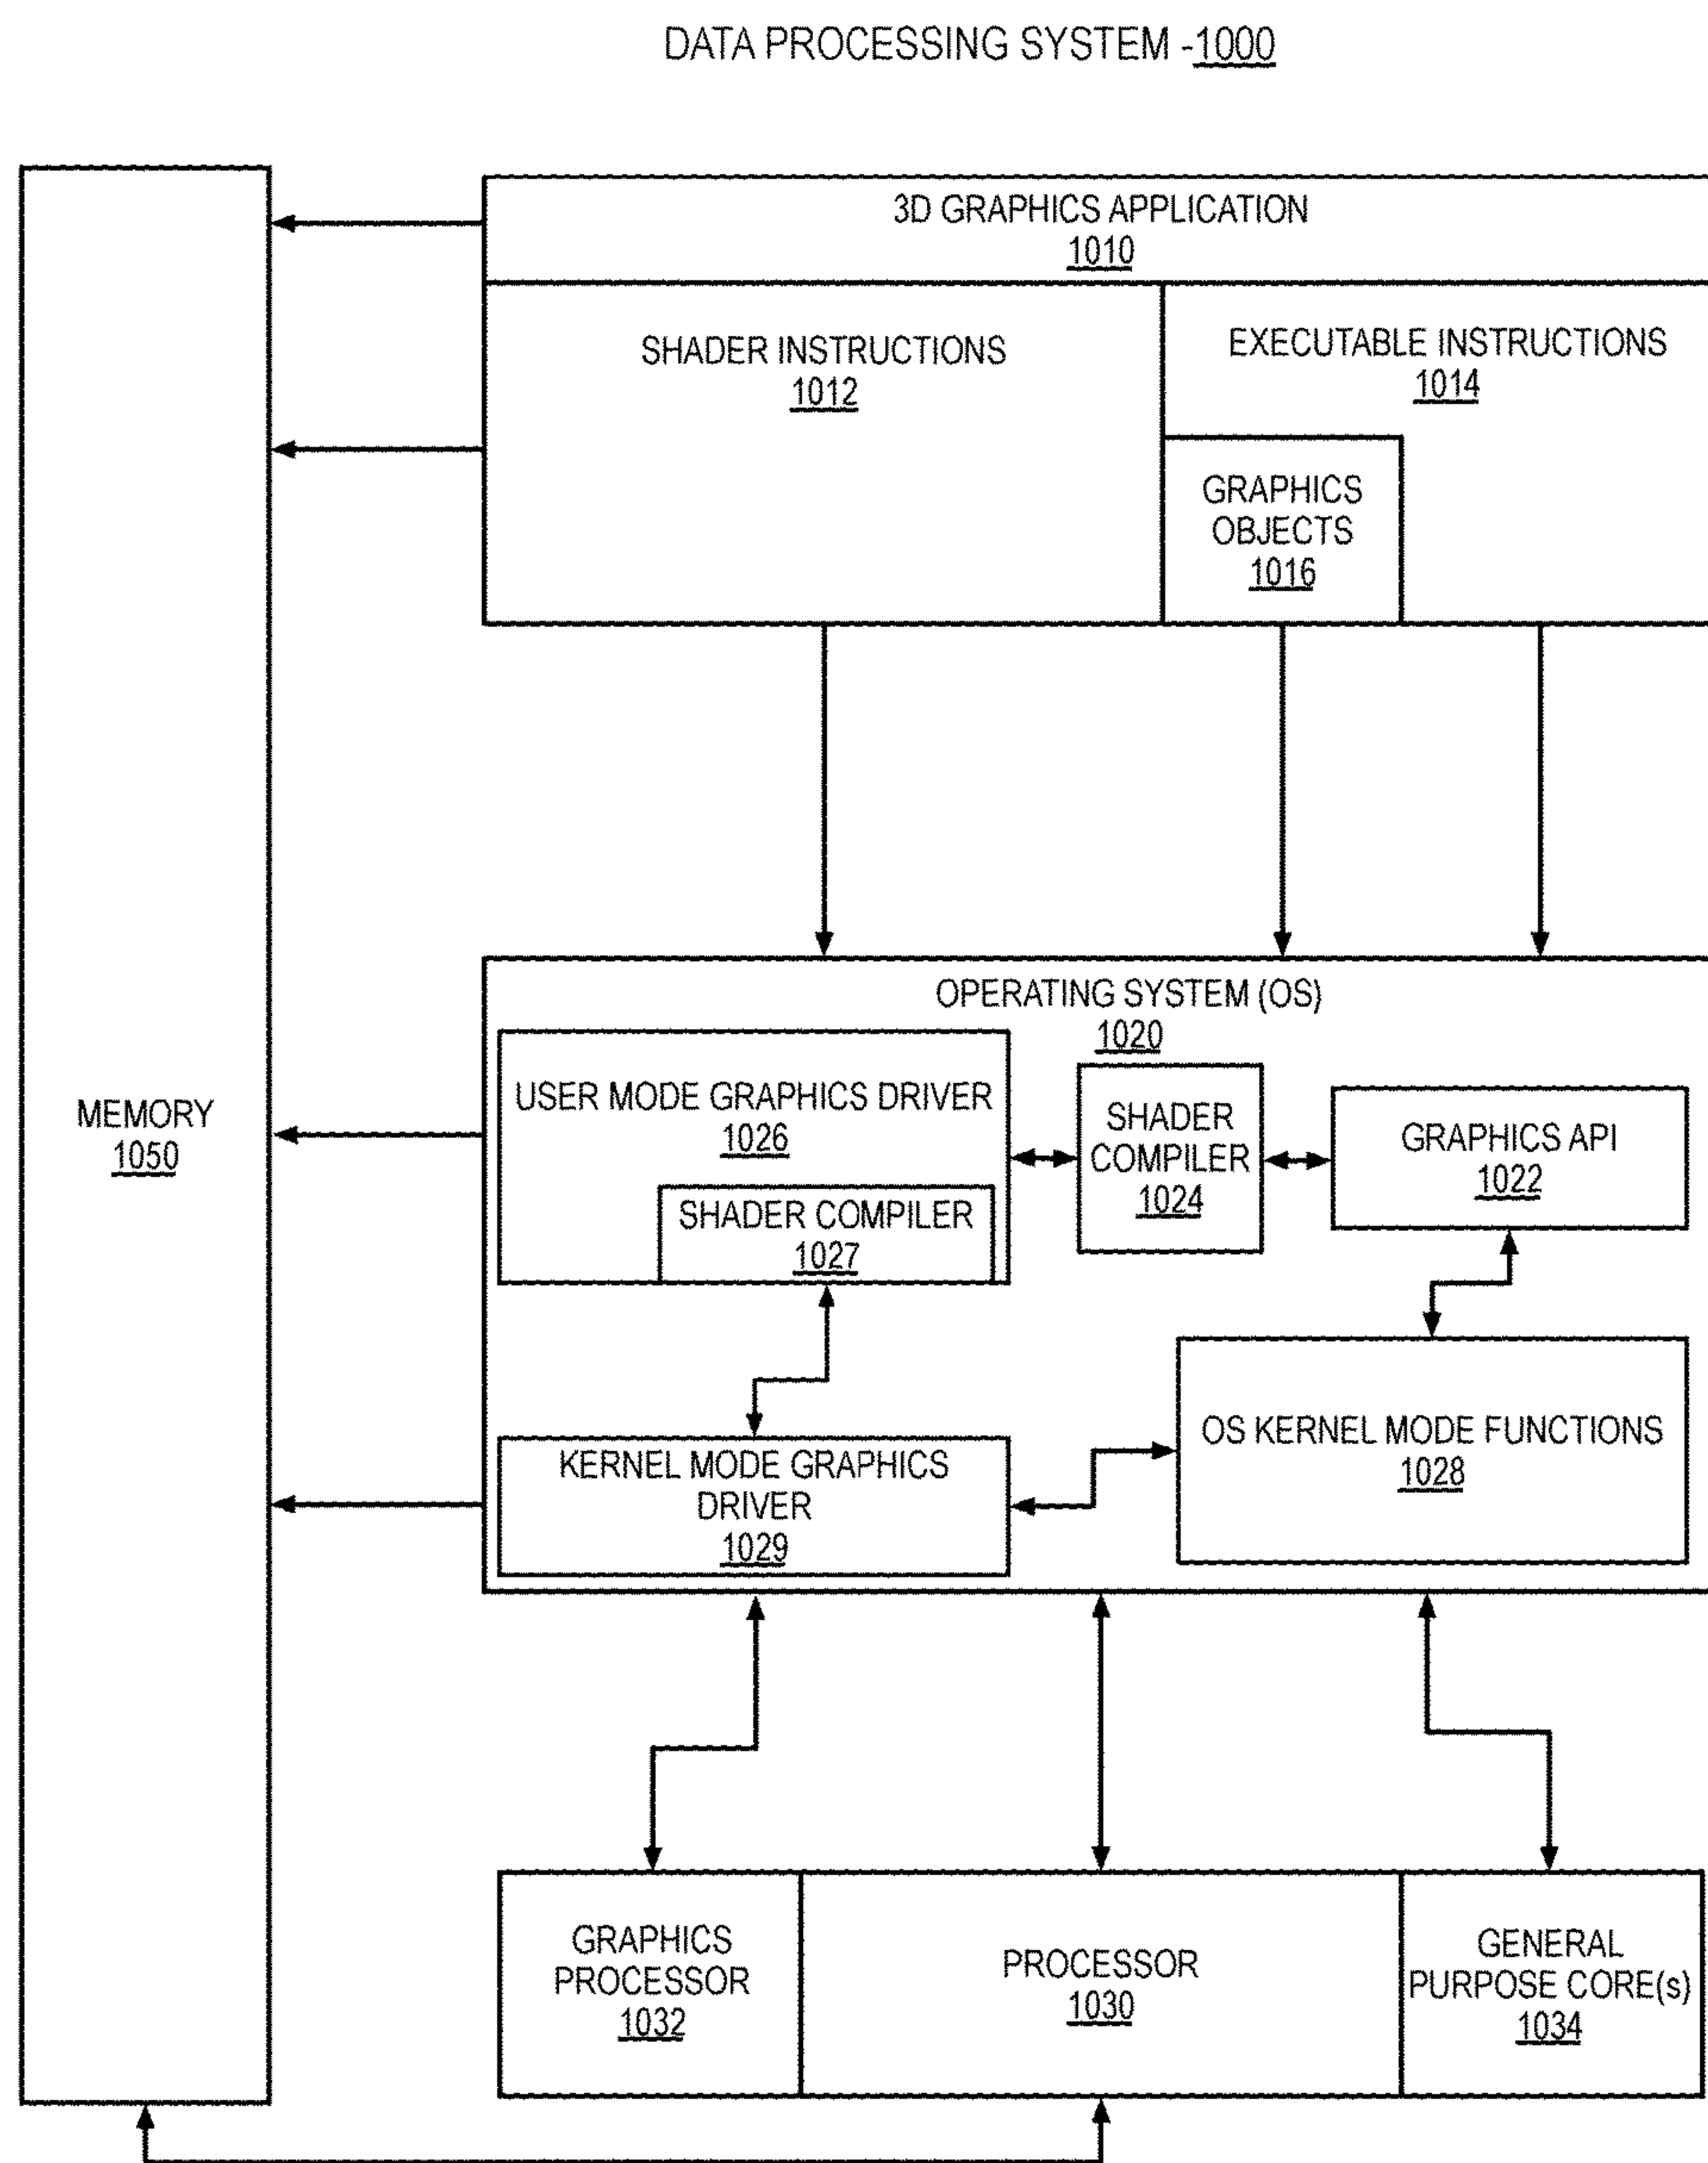 DATA PROCESSING SYSTEM -1000
3D GRAPHICS APPLICATION
1010
SHADER INSTRUCTIONS
1012
EXECUTABLE INSTRUCTIONS
1014
GRAPHICS
OBJECTS
1016
OPERATING SYSTEM (OS)
1020
USER MODE GRAPHICS DRIVER
1026
SHADER COMPILER
1027
SHADER
COMPILER
1024
GRAPHICS API
1022
MEMORY
1050
KERNEL MODE GRAPHICS
DRIVER
1029
OS KERNEL MODE FUNCTIONS
1028
GRAPHICS
PROCESSOR
1032
PROCESSOR
1030
GENERAL
PURPOSE CORE(s)
1034